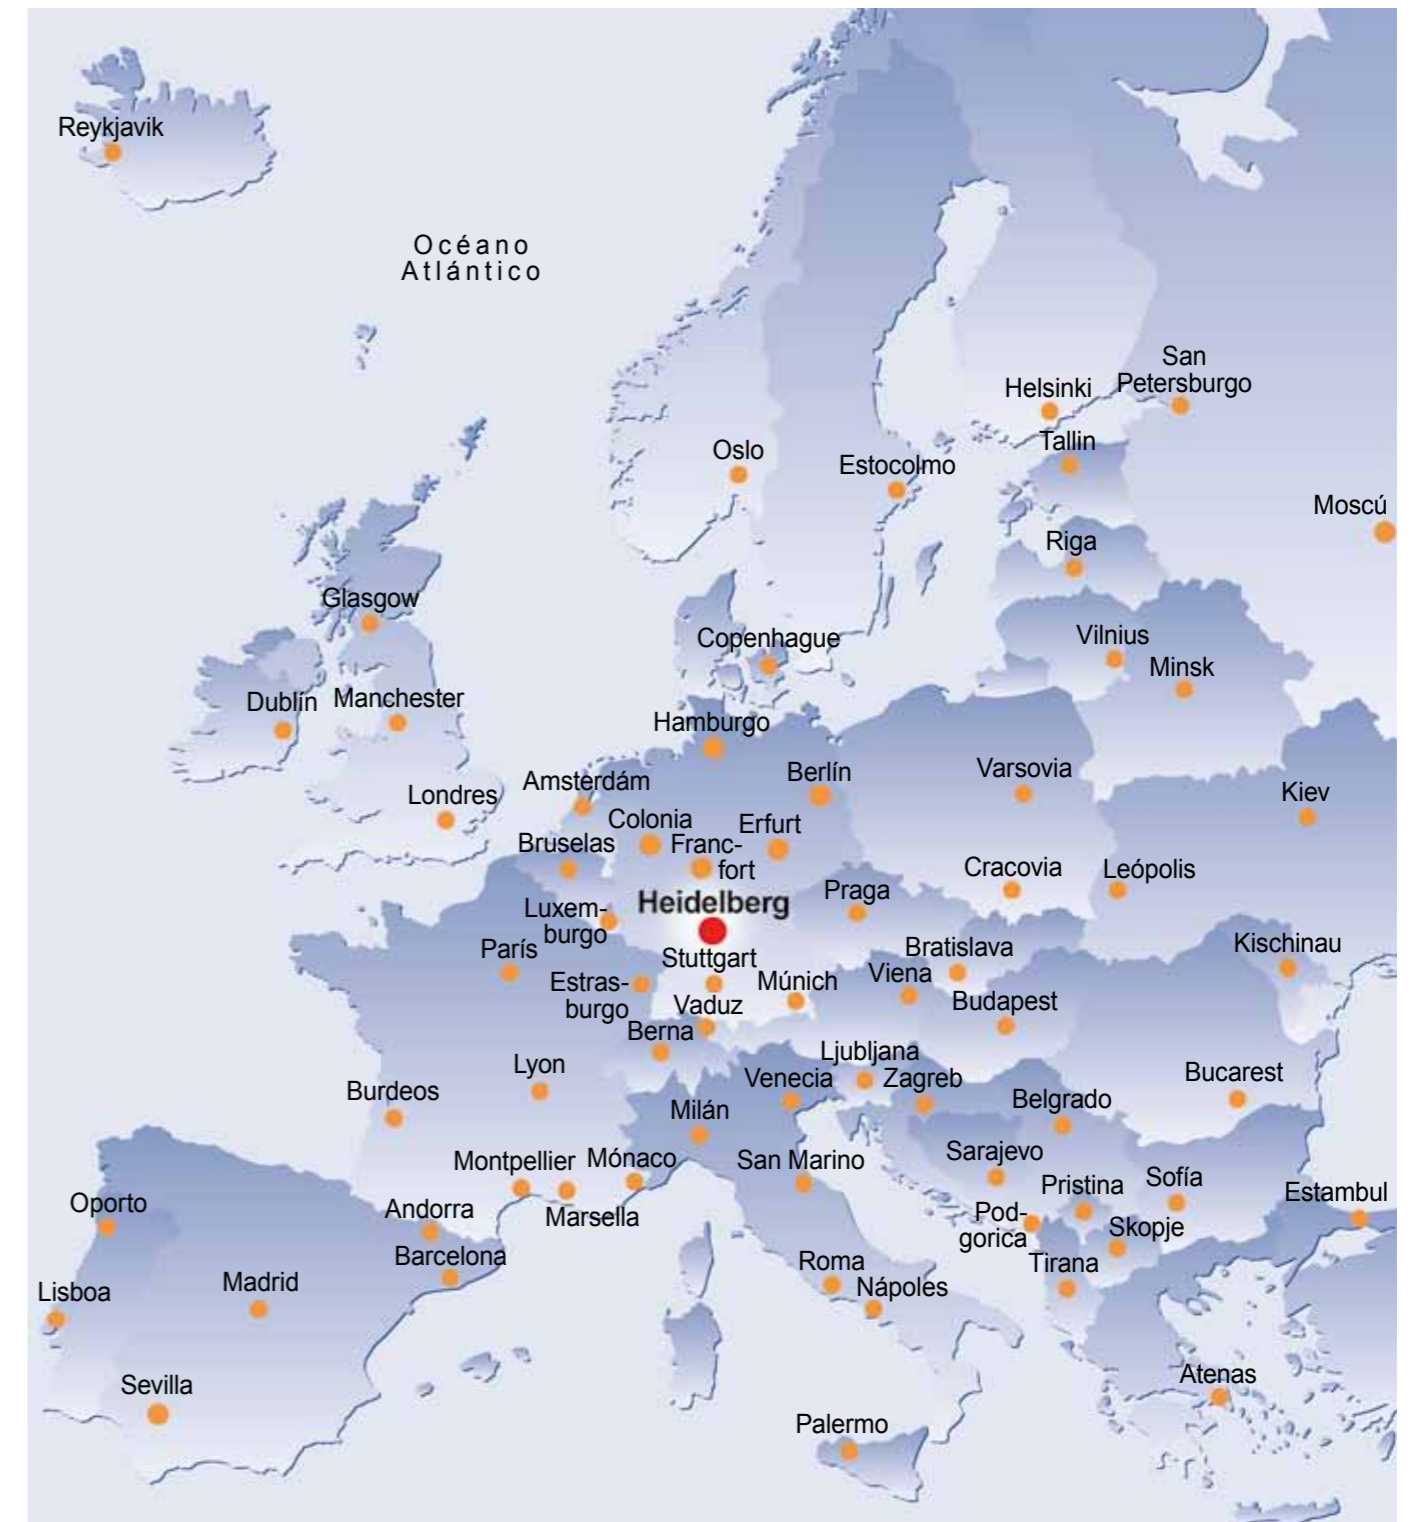 Reykjavik
Océano
Atlántico
San
Petersburgo
Helsinki
Tallin
Oslo
Estocolmo
Moscú
Riga
Glasgow
Copenhague
Vilnius
Minsk
Dublín
Manchester
Hamburgo
Amsterdám
Berlín
Varsovia
Kiev
Londres
Colonia
Erfurt
Bruselas
Franc-
fort
Cracovia
Leópolis
Praga
Heidelberg
Luxem-
burgo
París
Stuttgart
Bratislava
Kischinau
Estras-
burgo
Múnich
Viena
Vaduz
Budapest
Berna
Lyon
Ljubljana
Burdeos
Venecia
Zagreb
Bucarest
Milán
Belgrado
Montpellier
Mónaco
San Marino
Sarajevo
Sofía
Pristina
Estambul
Oporto
Andorra
Marsella
Pod-
gorica
Skopje
Barcelona
Roma
Tirana
Lisboa
Madrid
Nápoles
Sevilla
Atenas
Palermo